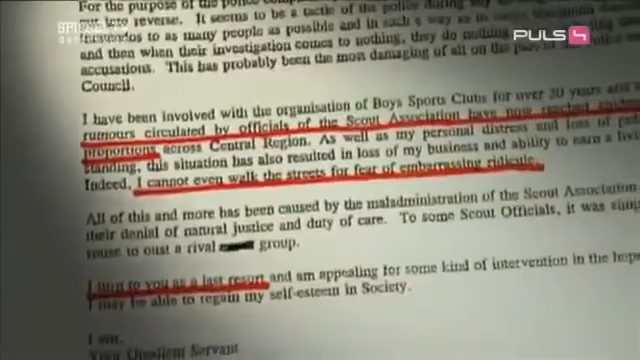 PULS 4
For the purpose of the police
into reverse. It seems to be a tactic of the police during any
to as many people as possible and in such a way as to
and then when their investigation comes to nothing, they do nothing
accusations. This has probably been the most damaging of all on the part of the
Council.
I have been involved with the organisation of Boys Sports Clubs for over 30 years and
rumours circulated by officials of the Scout Association have now reached
proportions across Central Region. As well as my personal distress and loss of
standing, this situation has also resulted in loss of my business and ability to earn a
Indeed, I cannot even walk the streets for fear of embarrassing ridicule.
All of this and more has been caused by the maladministration of the Scout Association
their denial of natural justice and duty of care. To some Scout Officials, it was
to oust a rival group.
I turn to you as a last resort and am appealing for some kind of intervention in the hope
I may be able to regain my self-esteem in Society.
I am,
Your Obedient Servant